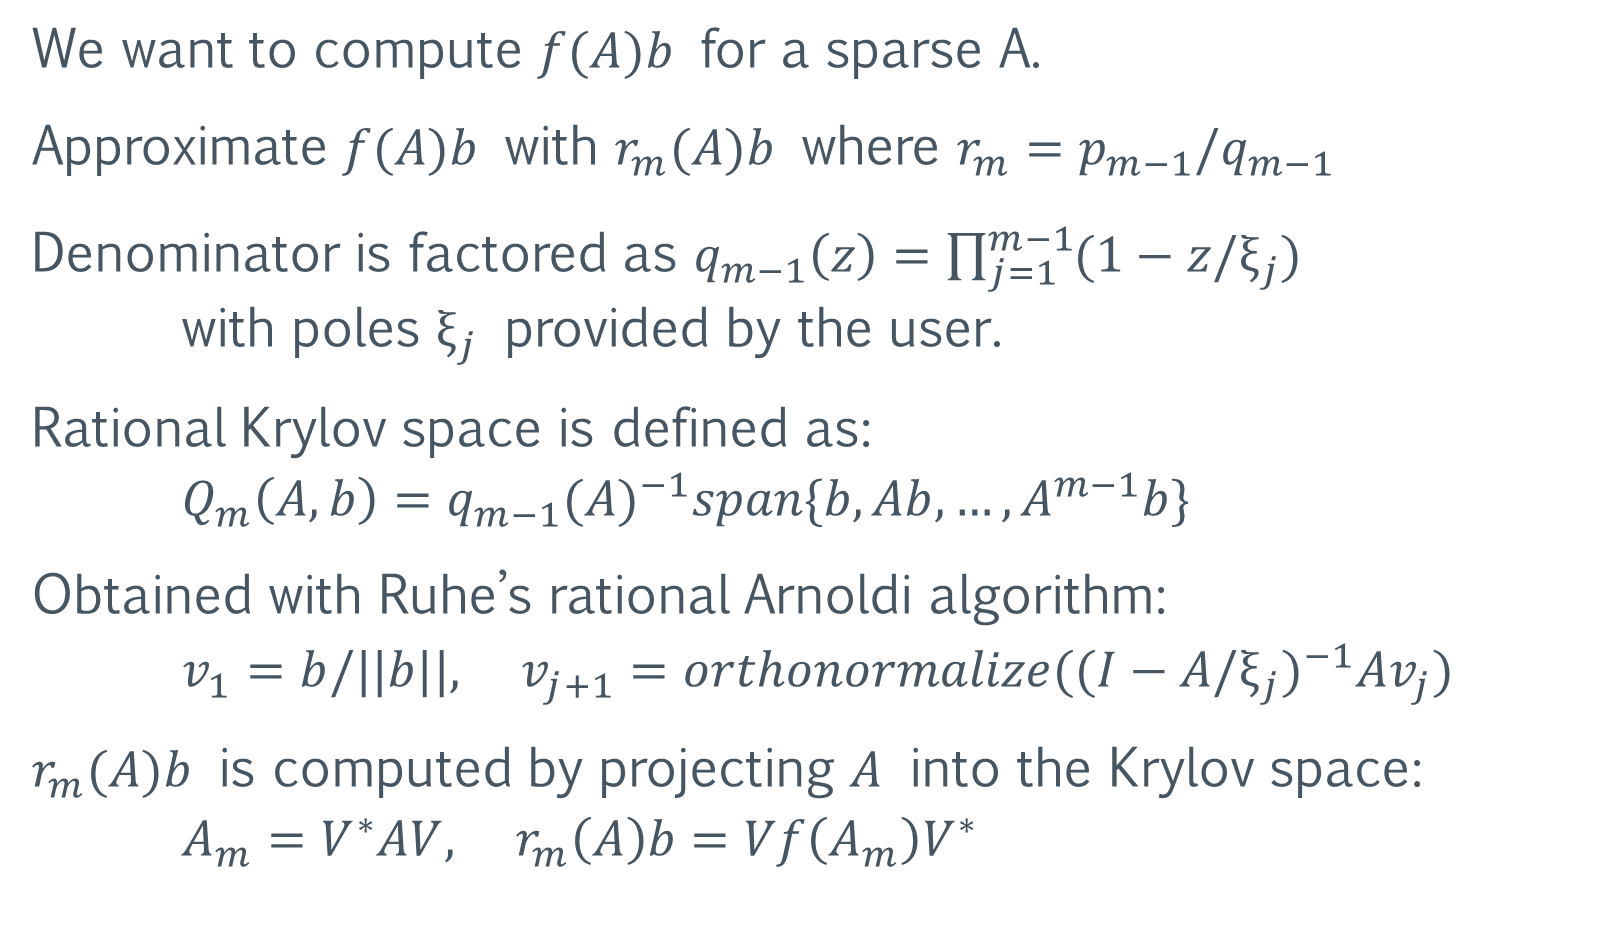 We want to compute f(A)b for a sparse A.
Approximate f(A)b with r_m(A)b where r_m = p_{m−1}/q_{m−1}
Denominator is factored as q_{m−1}(z) = ∏_{j=1}^{m−1}(1 − z/ξ_j)
with poles ξ_j provided by the user.
Rational Krylov space is defined as:
Q_m(A, b) = q_{m−1}(A)^{−1}span{b, Ab, … , A^{m−1}b}
Obtained with Ruhe’s rational Arnoldi algorithm:
v_1 = b/||b||, v_{j+1} = orthonormalize((I − A/ξ_j)^{−1}Av_j)
r_m(A)b is computed by projecting A into the Krylov space:
A_m = V*AV, r_m(A)b = Vf(A_m)V*